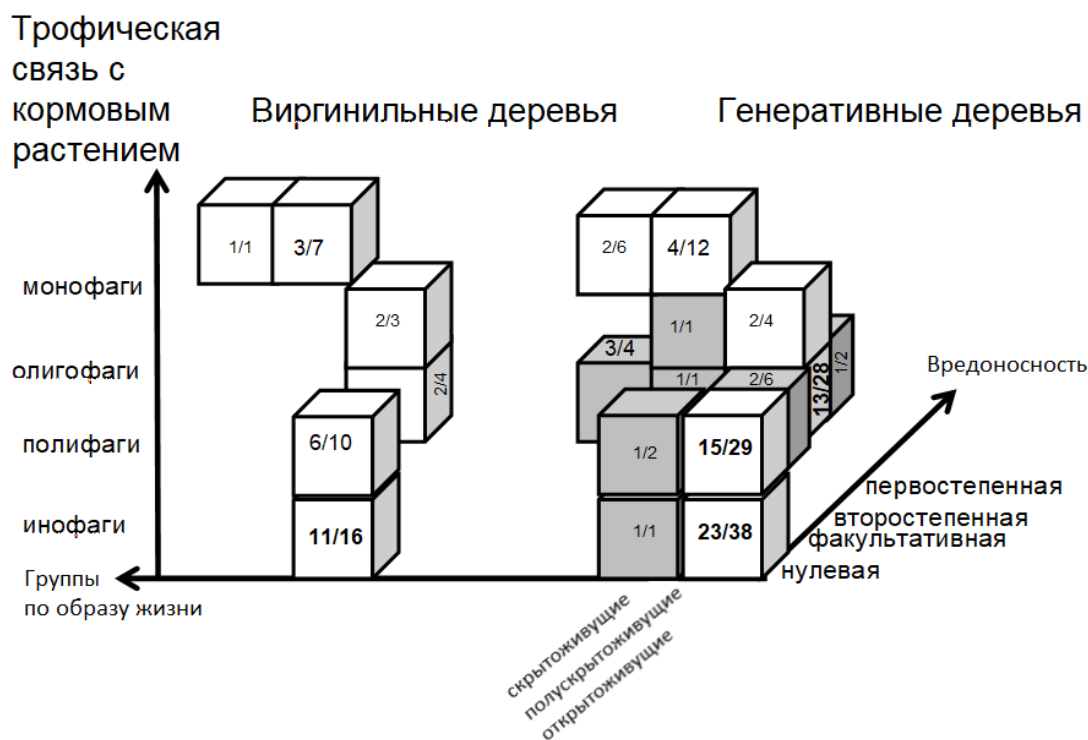 Трофическая
связь с
кормовым
растением
Виргинильные деревья
Генеративные деревья
1/1
3/7
2/6
4/12
монофаги
2/3
1/1
2/4
3/4
олигофаги
2/4
1/1
2/6
13/28
1/2
Вредоносность
полифаги
6/10
1/2
15/29
первостепенная
второстепенная
факультативная
нулевая
инофаги
11/16
1/1
23/38
Группы
по образу жизни
скрытоживущие
полускрытоживущие
открытоживущие